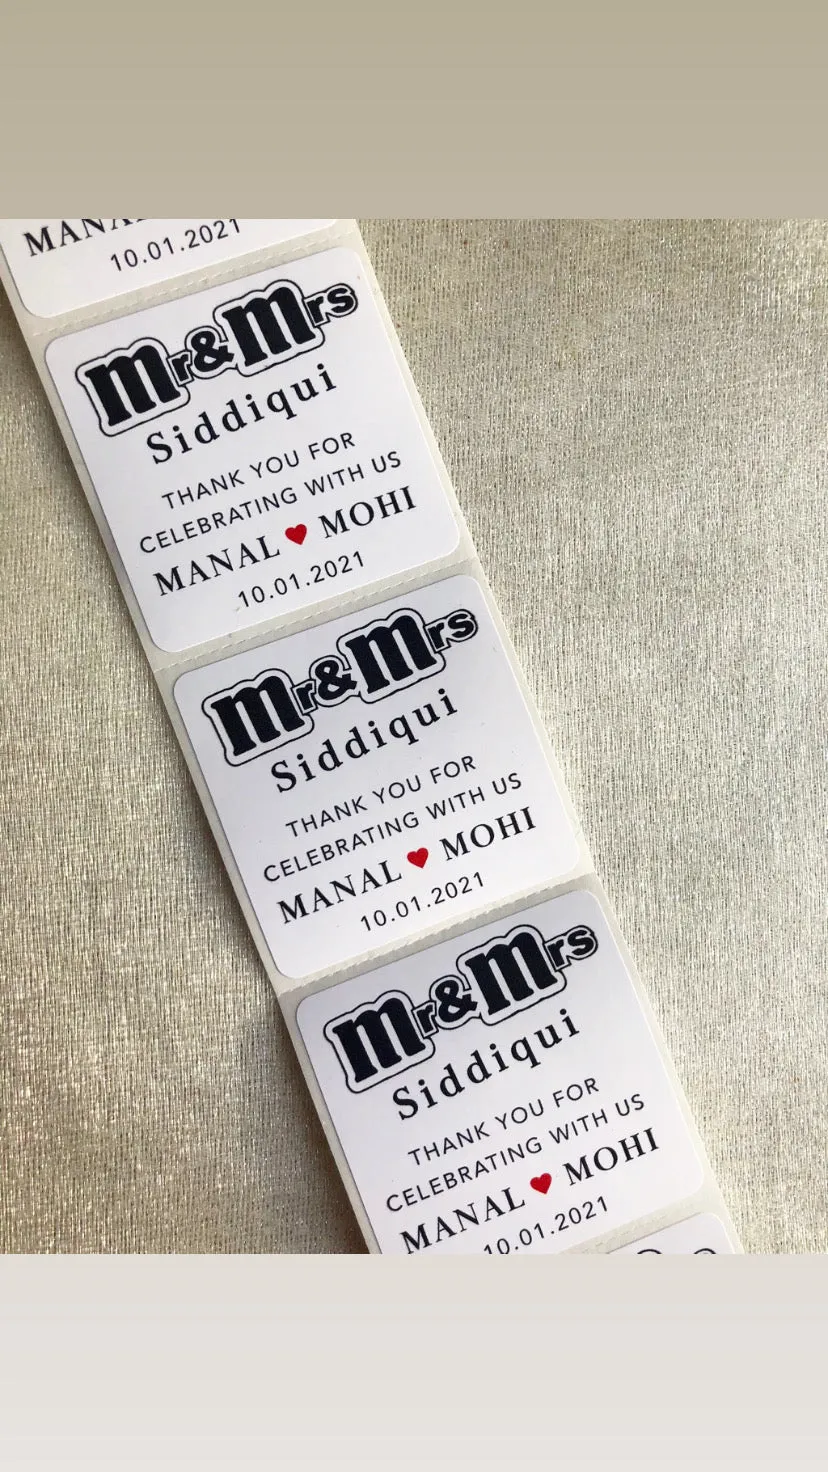 MANAL
10.01.2021
mr&mrs
Siddiqui
THANK YOU FOR
CELEBRATING WITH US
MANAL ♥ MOHI
10.01.2021
mr&mrs
Siddiqui
THANK YOU FOR
CELEBRATING WITH US
MANAL ♥ MOHI
10.01.2021
mr&mrs
Siddiqui
THANK YOU FOR
CELEBRATING WITH US
MANAL ♥ MOHI
10.01.2021